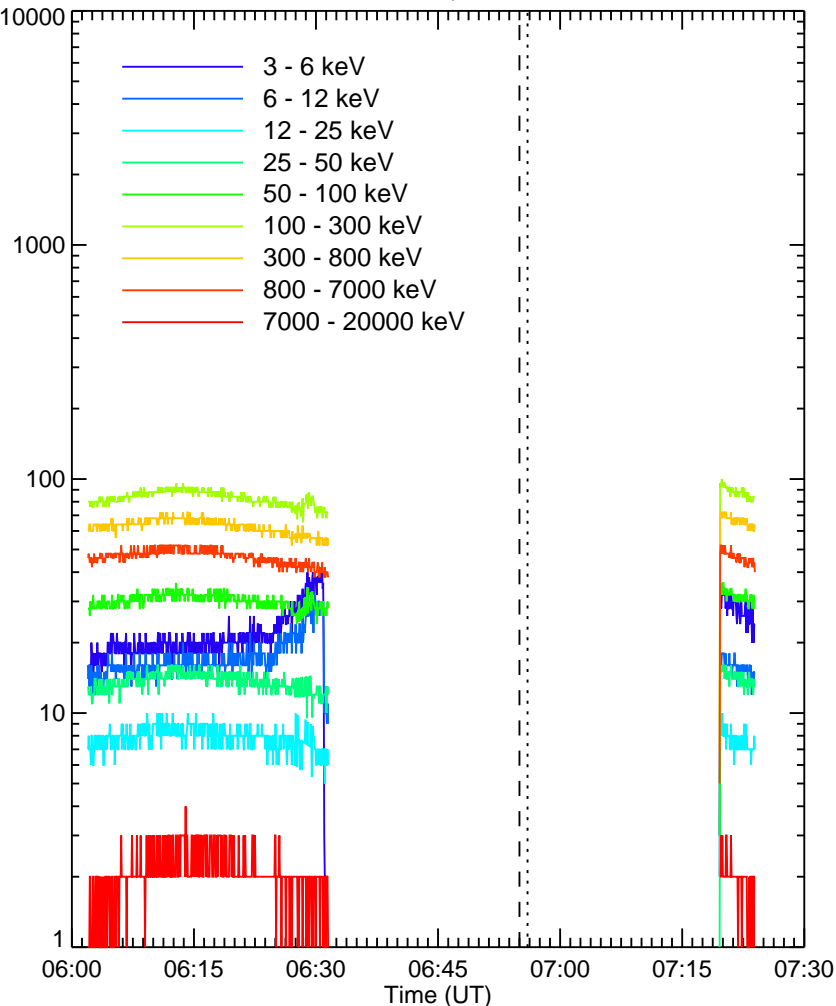 10000
3 - 6 keV
6 - 12 keV
12 - 25 keV
25 - 50 keV
50 - 100 keV
100 - 300 keV
300 - 800 keV
800 - 7000 keV
7000 - 20000 keV
1000
100
10
1
06:00 06:15 06:30 06:45 07:00 07:15 07:30
Time (UT)